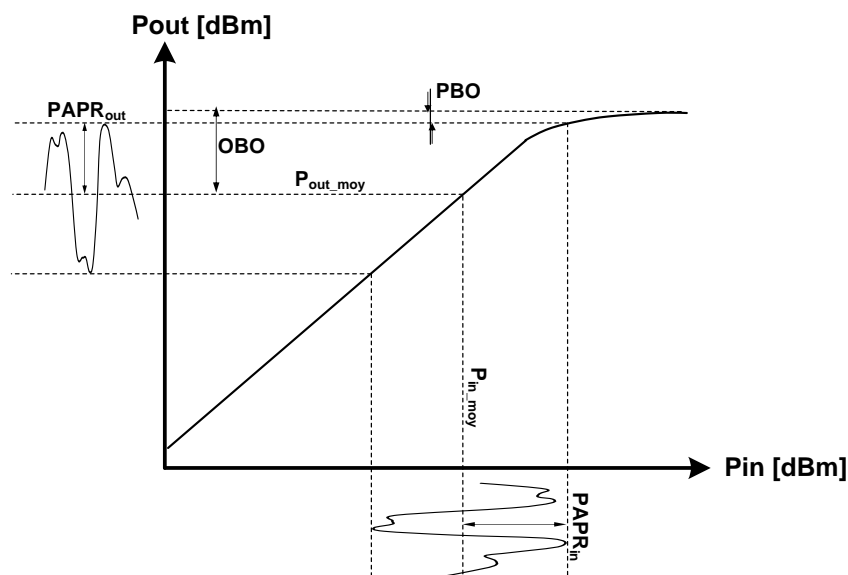 Pout [dBm]
PBO
PAPRout
OBO
Pout_moy
Pin_moy
Pin [dBm]
PAPRin